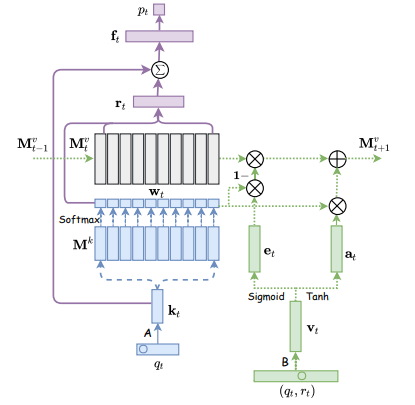 p_t
f_t
Σ
r_t
M^v_{t-1}
M^v_t
M^v_{t+1}
w_t
1-
Softmax
M^k
e_t
a_t
k_t
Sigmoid
Tanh
v_t
A
B
q_t
(q_t, r_t)